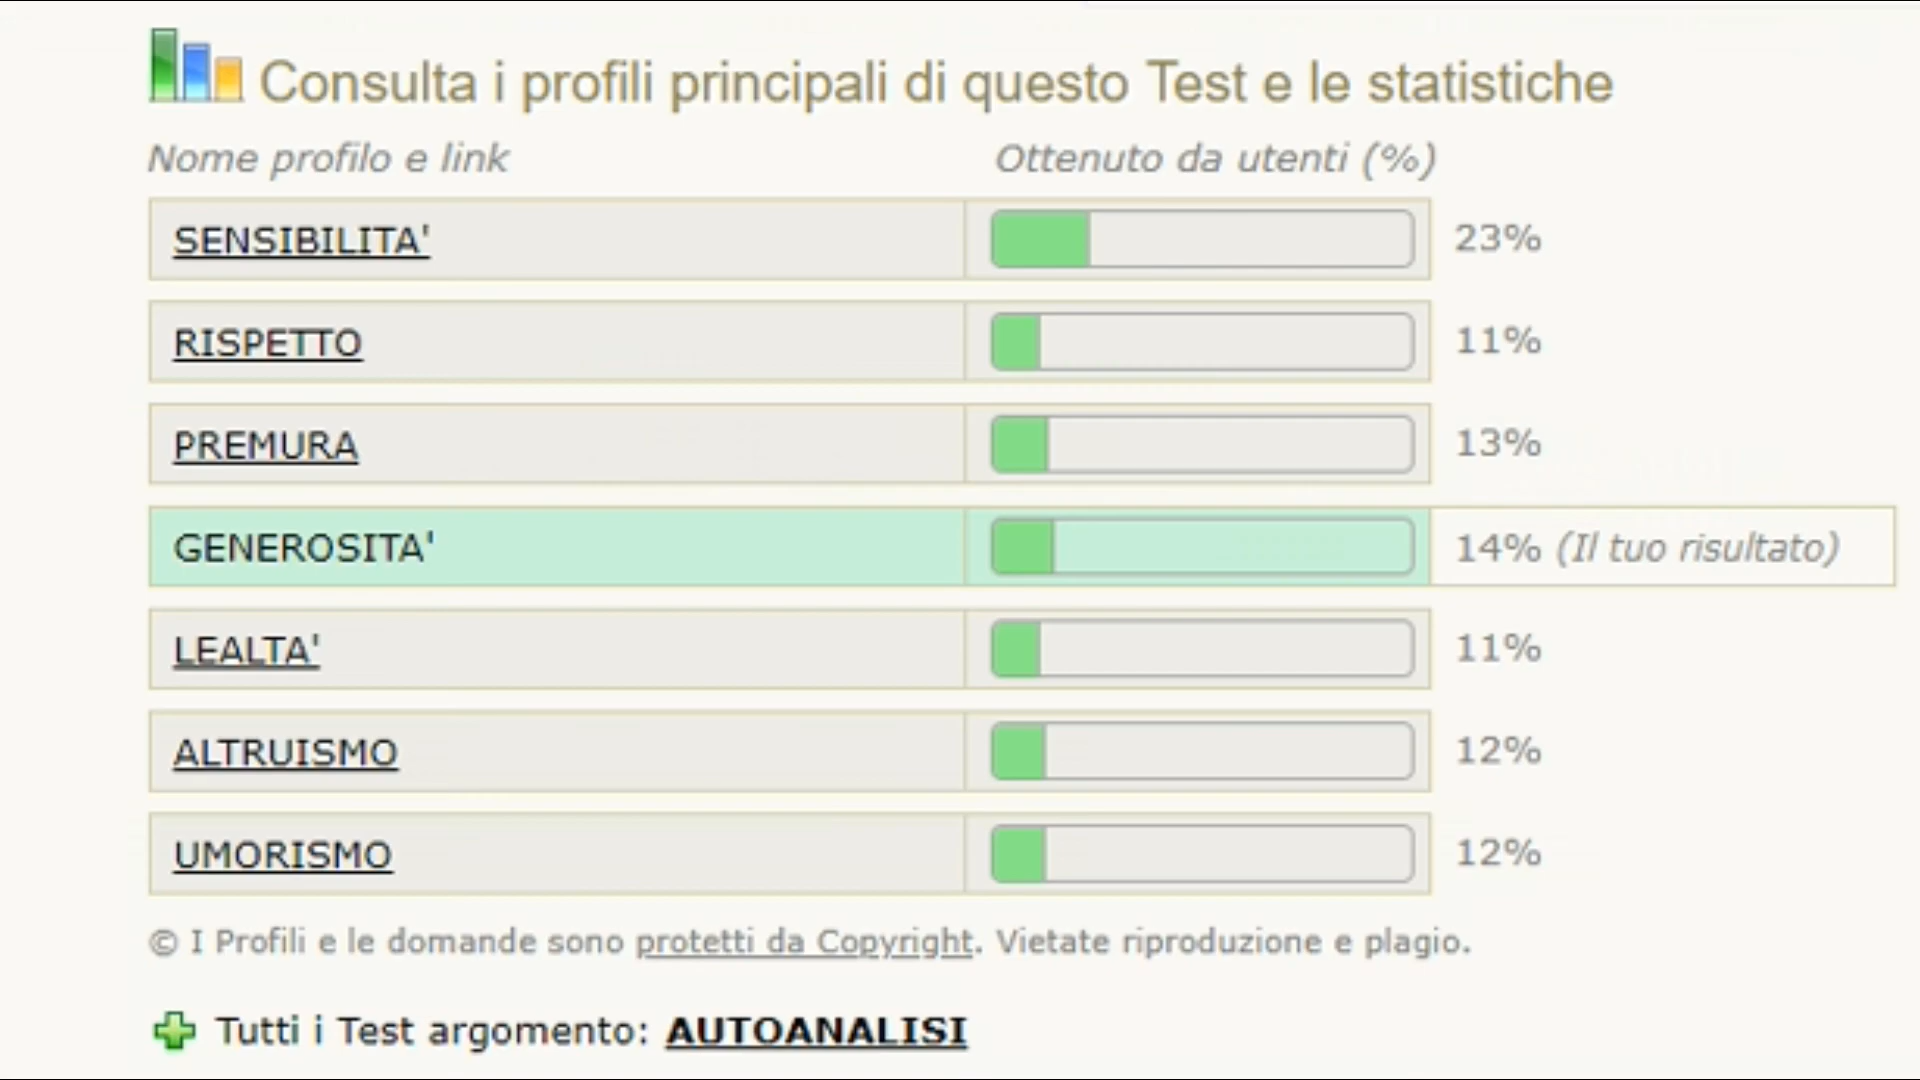 Consulta i profili principali di questo Test e le statistiche
Nome profilo e link Ottenuto da utenti (%)
SENSIBILITA' 23%
RISPETTO 11%
PREMURA 13%
GENEROSITA' 14% (Il tuo risultato)
LEALTA' 11%
ALTRUISMO 12%
UMORISMO 12%
© I Profili e le domande sono protetti da Copyright. Vietate riproduzione e plagio.
Tutti i Test argomento: AUTOANALISI